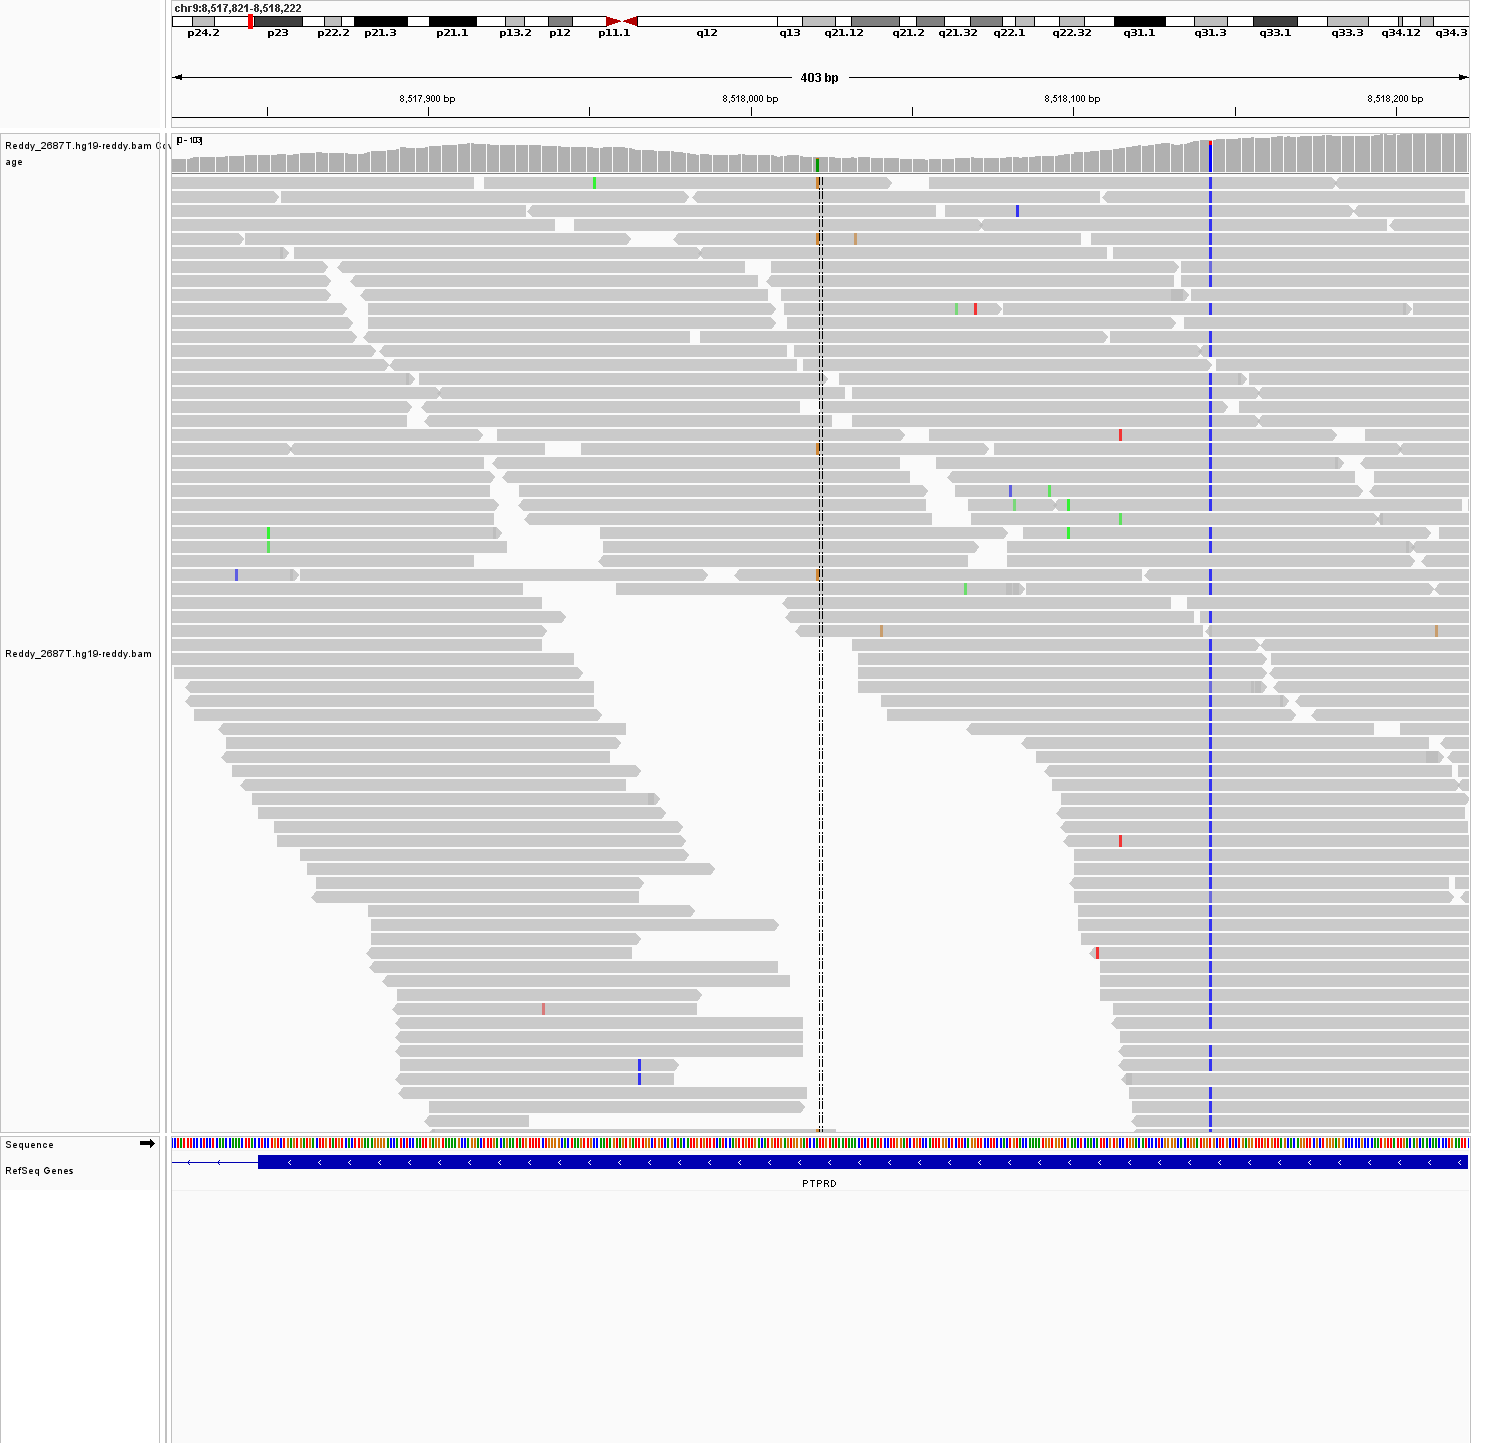 chr9:8,517,821-8,518,222
p24.2 p23 p22.2 p21.3 p21.1 p13.2 p12 p11.1 q12 q13 q21.12 q21.2 q21.32 q22.1 q22.32 q31.1 q31.3 q33.1 q33.3 q34.12 q34.3
403 bp
8,517,900 bp 8,518,000 bp 8,518,100 bp 8,518,200 bp
[0 - 103]
Reddy_2687T.hg19-reddy.bam Cov
age
Reddy_2687T.hg19-reddy.bam
Sequence
RefSeq Genes
PTPRD